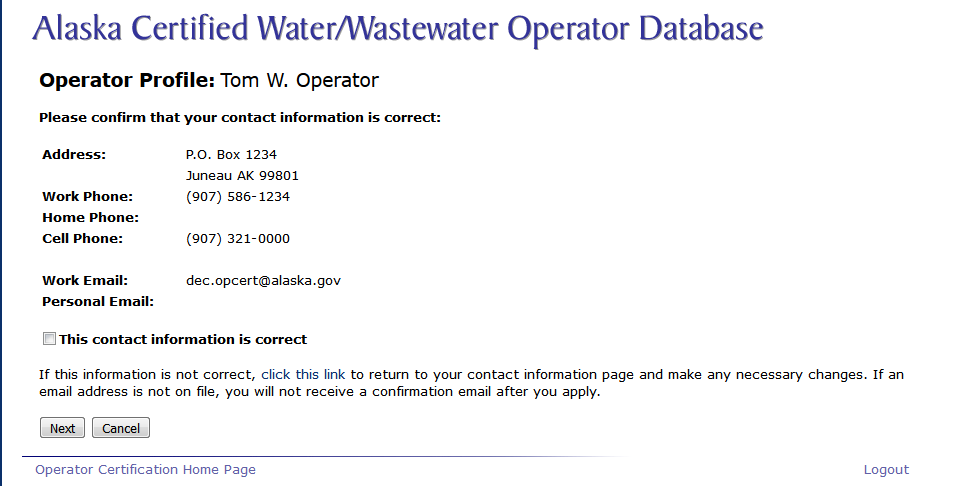 Alaska Certified Water/Wastewater Operator Database
Operator Profile: Tom W. Operator
Please confirm that your contact information is correct:
Address: P.O. Box 1234
Juneau AK 99801
Work Phone: (907) 586-1234
Home Phone:
Cell Phone: (907) 321-0000
Work Email: dec.opcert@alaska.gov
Personal Email:
This contact information is correct
If this information is not correct, click this link to return to your contact information page and make any necessary changes. If an
email address is not on file, you will not receive a confirmation email after you apply.
Next Cancel
Operator Certification Home Page Logout